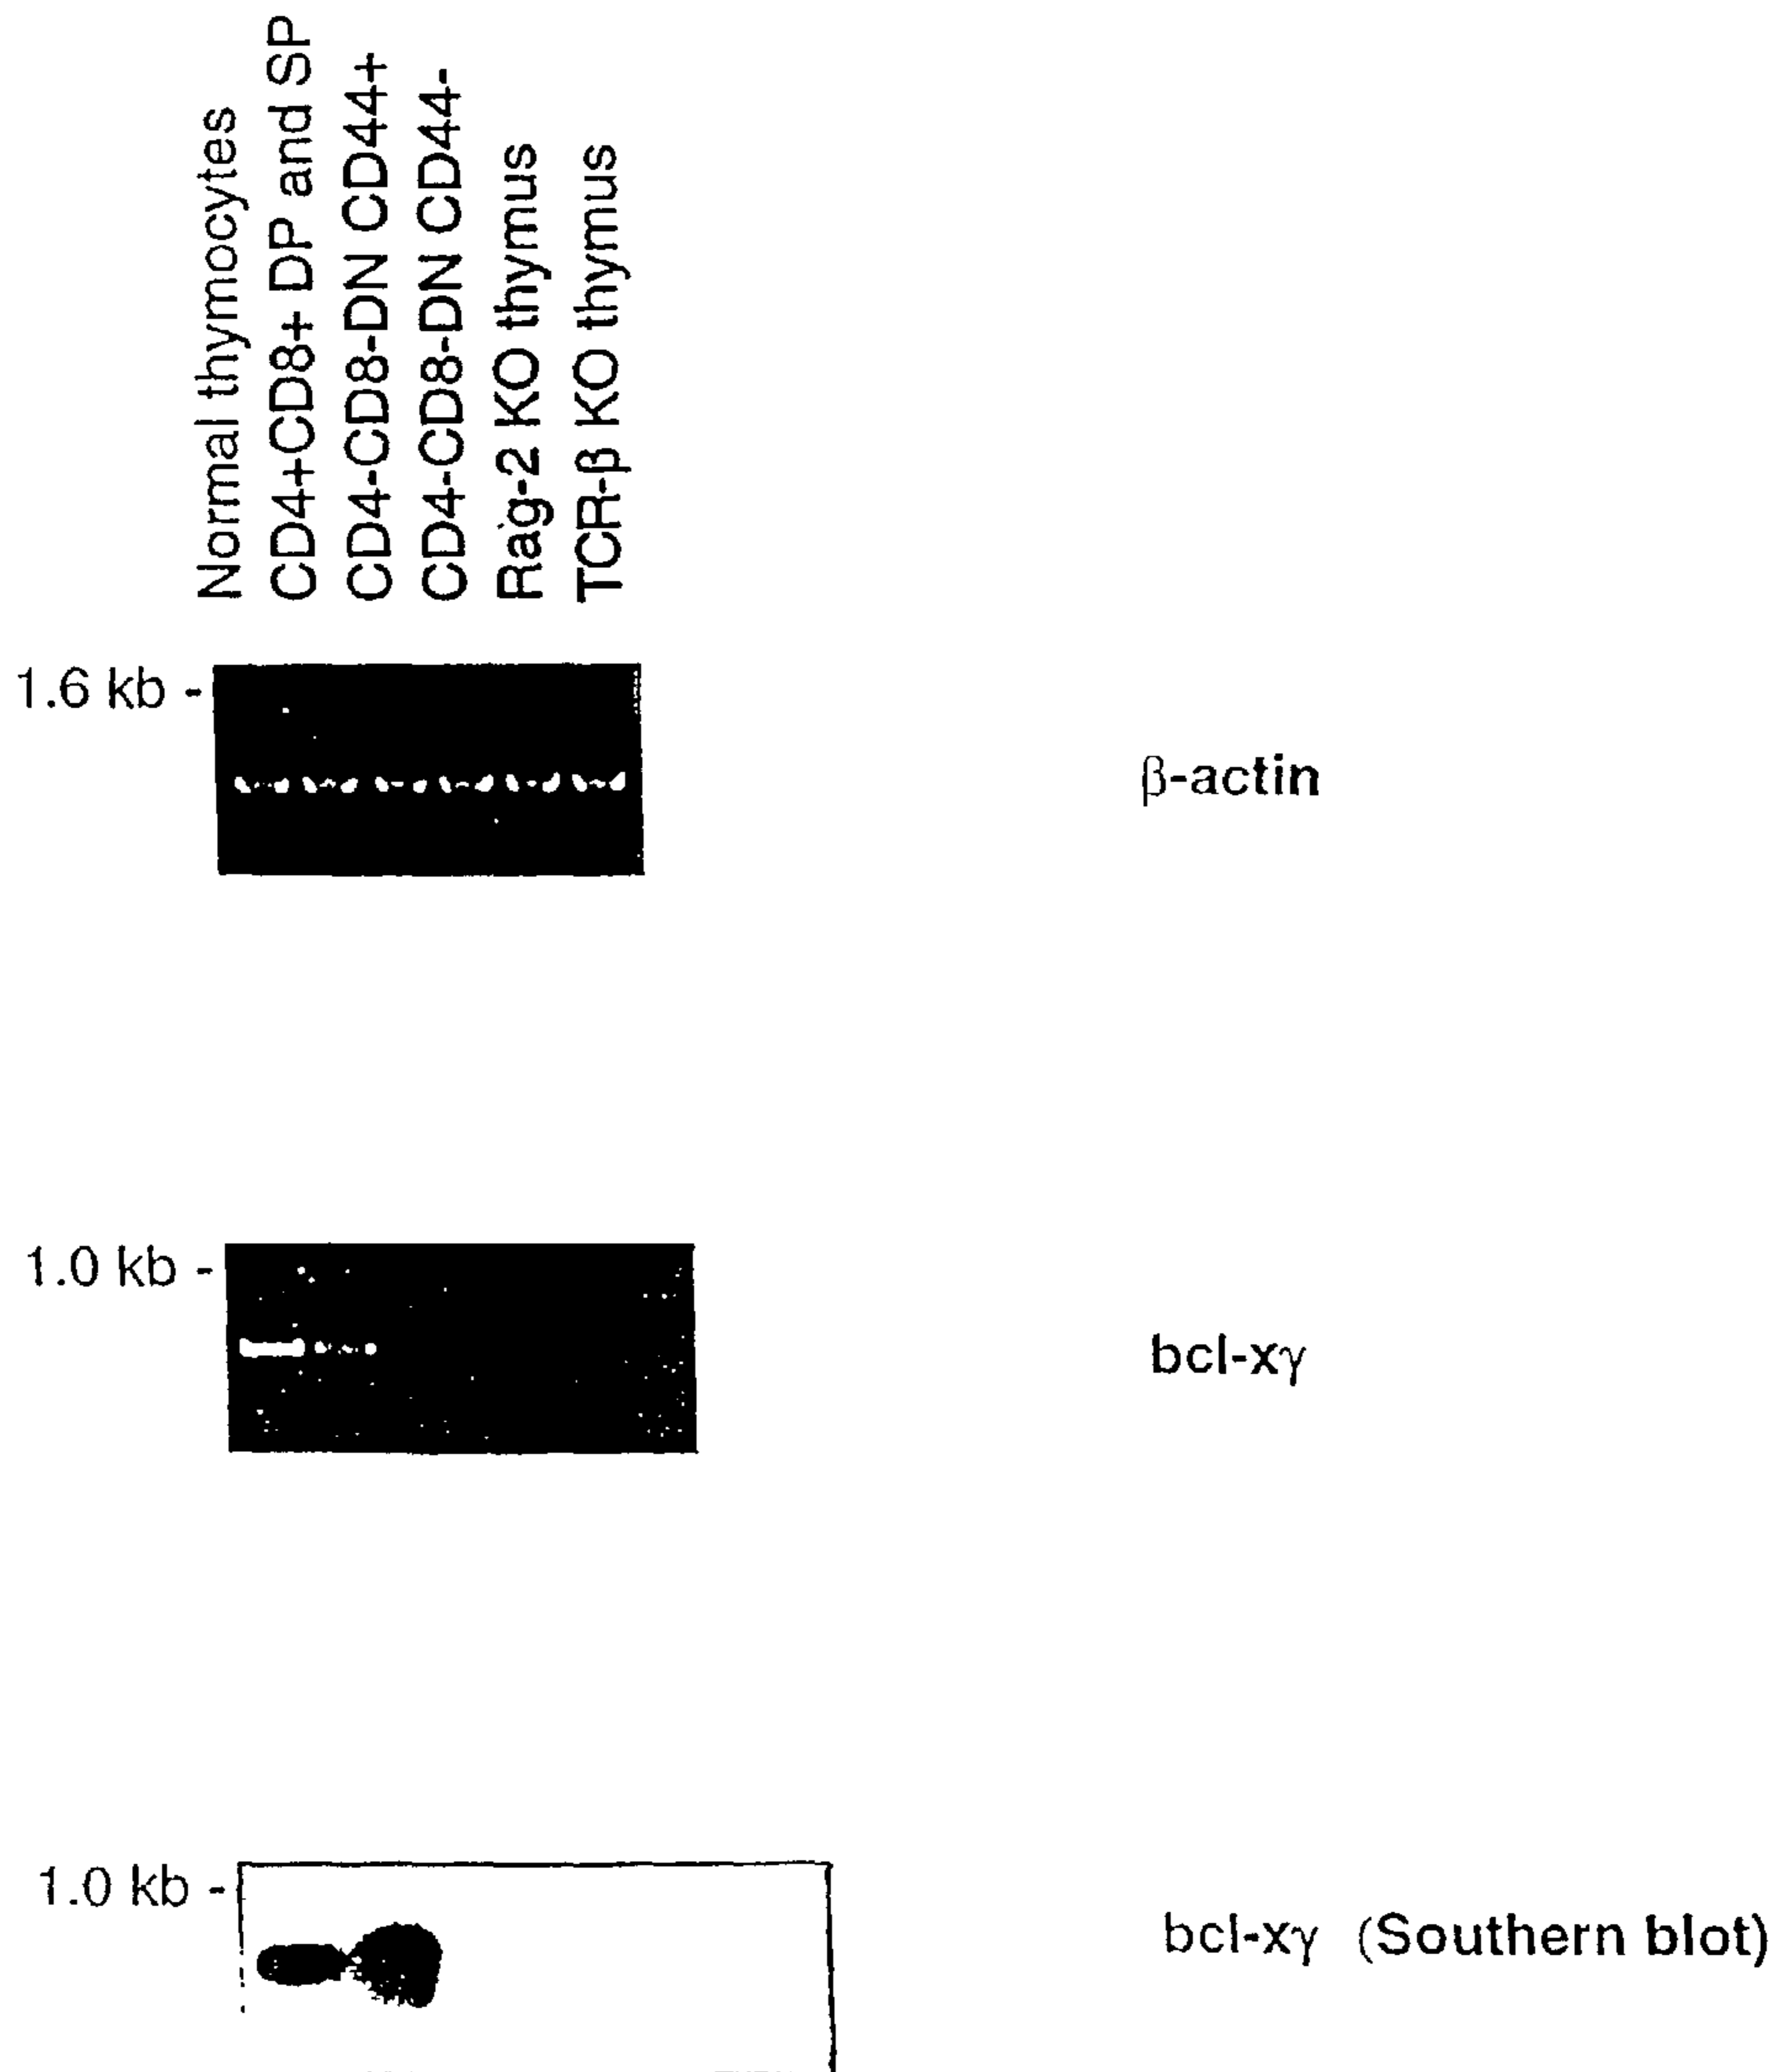 Normal thymocytes
CD4+CD8+ DP and SP
CD4-CD8-DN CD44+
CD4-CD8-DN CD44-
Rag-2 KO thymus
TCR-β KO thymus
1.6 kb -
β-actin
1.0 kb -
bcl-xγ
1.0 kb -
bcl-xγ (Southern blot)